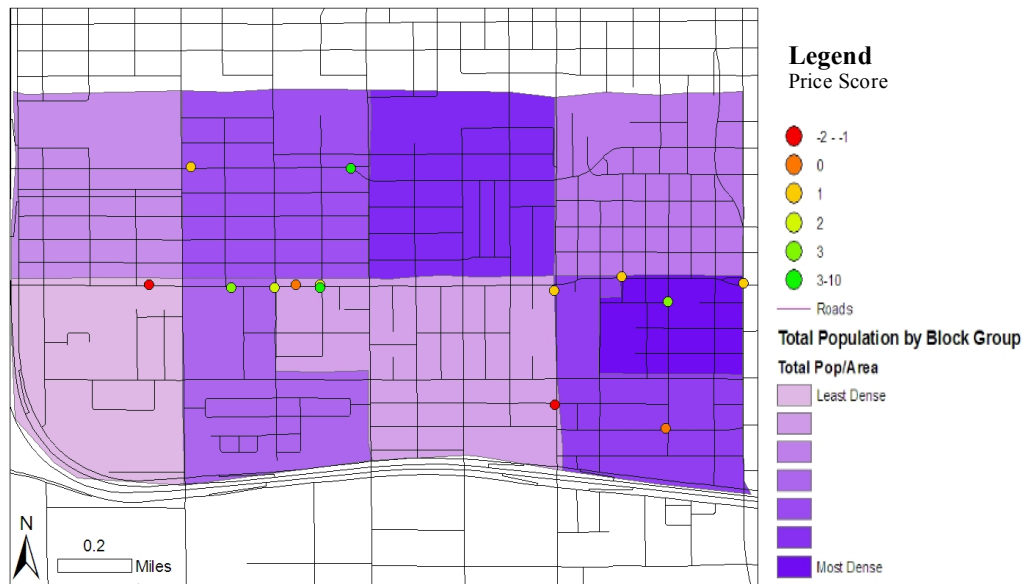 Legend
Price Score
-2 - -1
0
1
2
3
3-10
Roads
Total Population by Block Group
Total Pop/Area
Least Dense
Most Dense
N
0.2
Miles